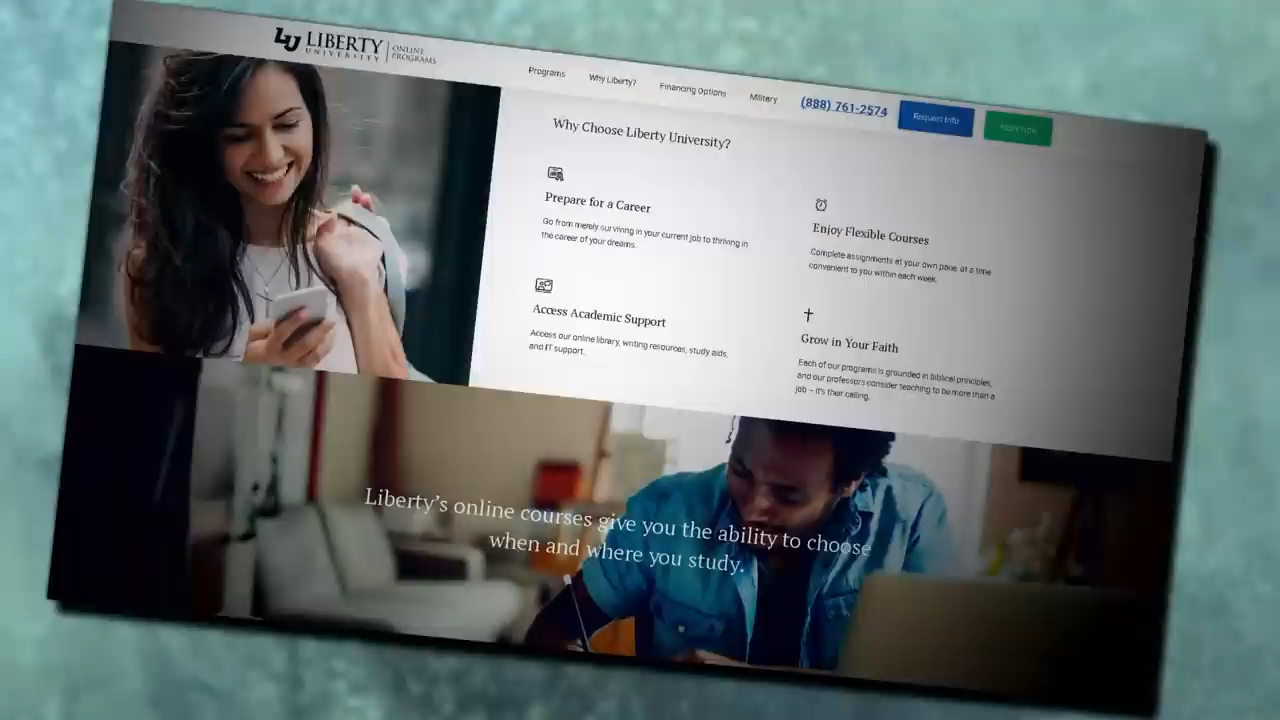 LU LIBERTY UNIVERSITY | ONLINE PROGRAMS
Programs Why Liberty? Financing Options Military (888) 761-2574 Request Info Apply Now
Why Choose Liberty University?
Prepare for a Career
Go from merely surviving in your current job to thriving in
the career of your dreams.
Enjoy Flexible Courses
Complete assignments at your own pace, at a time
convenient to you within each week.
Access Academic Support
Access our online library, writing resources, study aids,
and IT support.
Grow in Your Faith
Each of our programs is grounded in biblical principles,
and our professors consider teaching to be more than a
job – it's their calling.
Liberty's online courses give you the ability to choose
when and where you study.